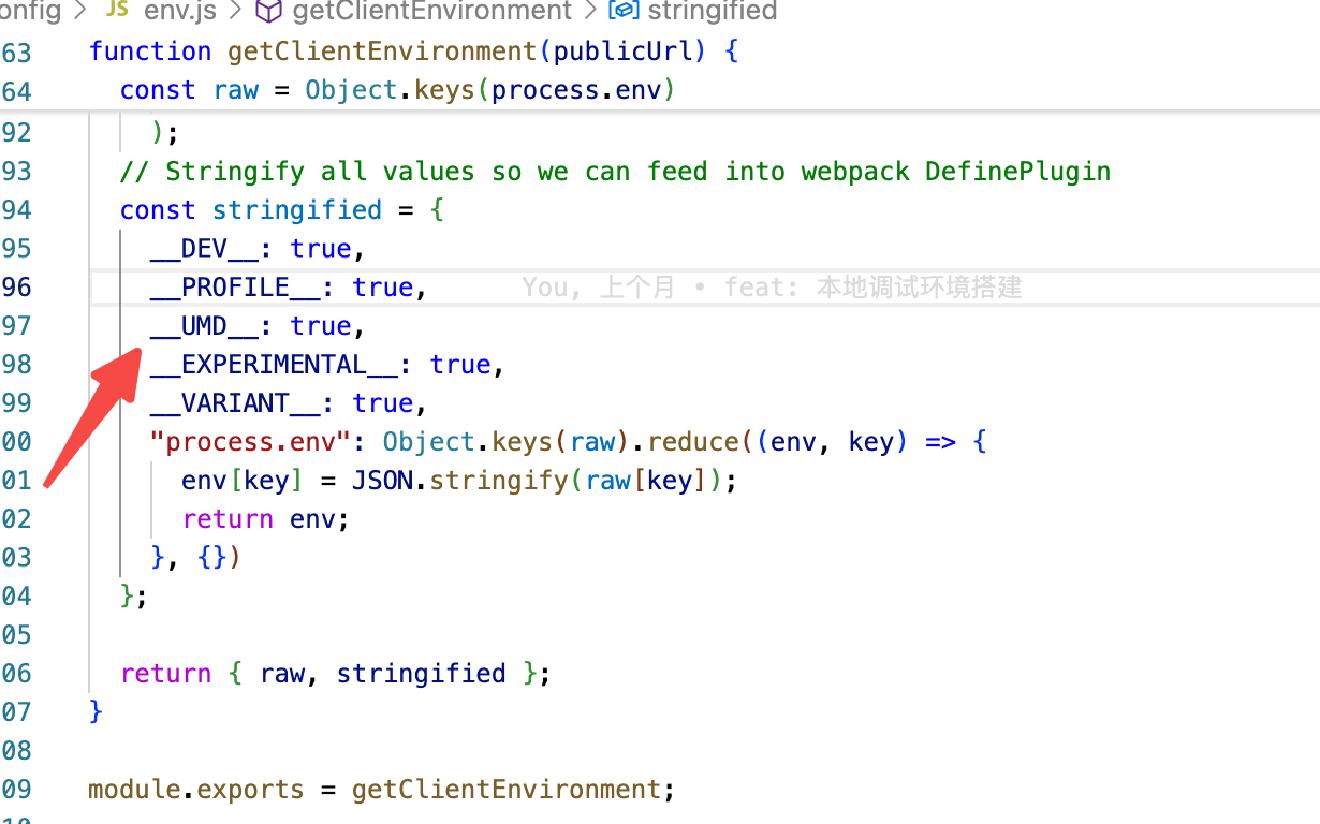 onfig > JS env.js > getClientEnvironment > stringified
63 function getClientEnvironment(publicUrl) {
64 const raw = Object.keys(process.env)
92 );
93 // Stringify all values so we can feed into webpack DefinePlugin
94 const stringified = {
95 __DEV__: true,
96 __PROFILE__: true, You, 上个月 • feat: 本地调试环境搭建
97 __UMD__: true,
98 __EXPERIMENTAL__: true,
99 __VARIANT__: true,
00 "process.env": Object.keys(raw).reduce((env, key) => {
01 env[key] = JSON.stringify(raw[key]);
02 return env;
03 }, {})
04 };
05
06 return { raw, stringified };
07 }
08
09 module.exports = getClientEnvironment;